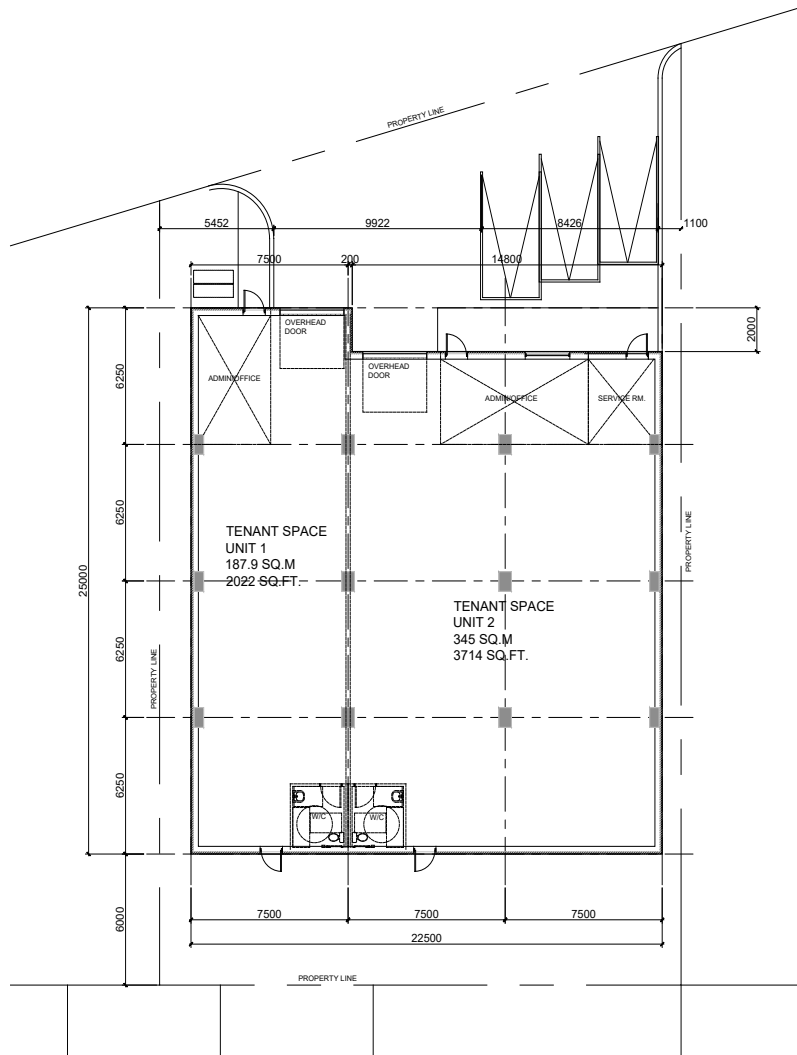 PROPERTY LINE
5452
9922
8426
1100
7500
200
14800
2000
OVERHEAD
DOOR
OVERHEAD
DOOR
ADMIN/OFFICE
ADMIN/OFFICE
SERVICE RM.
6250
6250
6250
6250
25000
6000
TENANT SPACE
UNIT 1
187.9 SQ.M
2022 SQ.FT.
TENANT SPACE
UNIT 2
345 SQ.M
3714 SQ.FT.
PROPERTY LINE
PROPERTY LINE
W/C
W/C
7500
7500
7500
22500
PROPERTY LINE